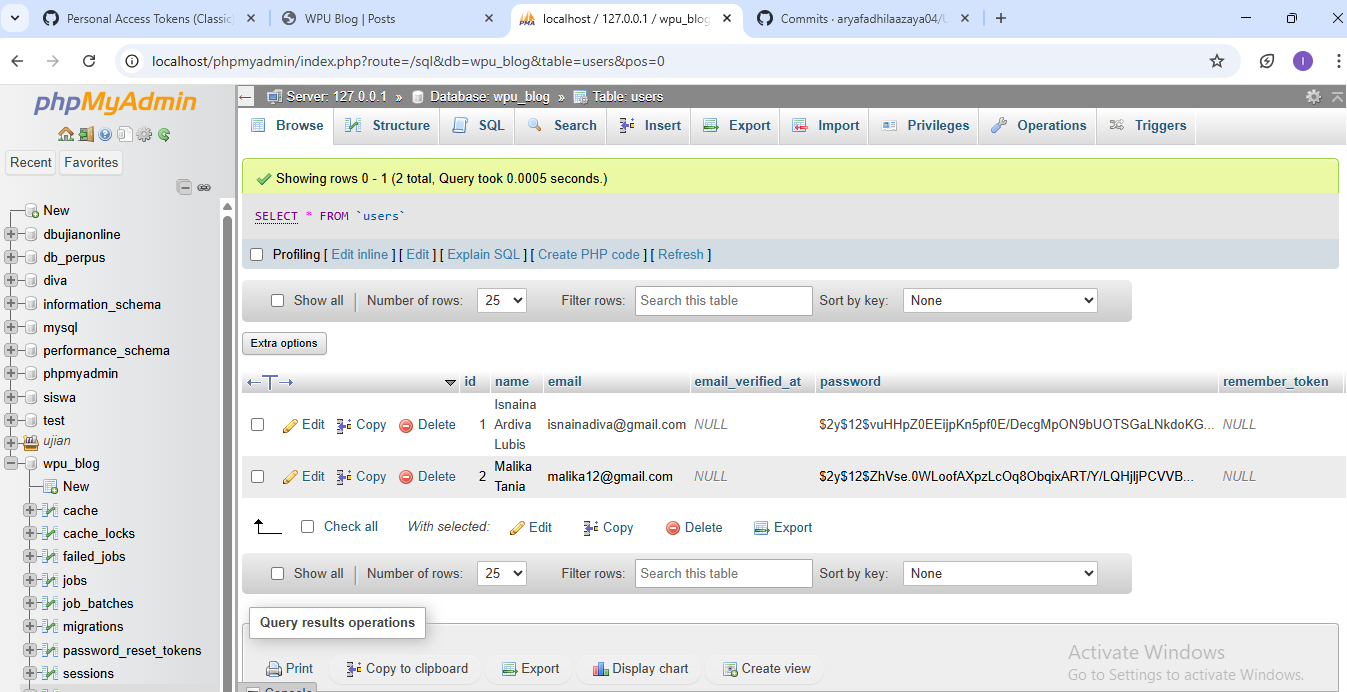 Personal Access Tokens (Classic)
WPU Blog | Posts
localhost / 127.0.0.1 / wpu_blog
Commits · aryafadhilaazaya04/U
localhost/phpmyadmin/index.php?route=/sql&db=wpu_blog&table=users&pos=0
I
phpMyAdmin
Recent Favorites
New
dbujianonline
db_perpus
diva
information_schema
mysql
performance_schema
phpmyadmin
siswa
test
ujian
wpu_blog
New
cache
cache_locks
failed_jobs
jobs
job_batches
migrations
password_reset_tokens
sessions
Server: 127.0.0.1 » Database: wpu_blog » Table: users
Browse Structure SQL Search Insert Export Import Privileges Operations Triggers
Showing rows 0 - 1 (2 total, Query took 0.0005 seconds.)
SELECT * FROM `users`
Profiling [ Edit inline ] [ Edit ] [ Explain SQL ] [ Create PHP code ] [ Refresh ]
Show all | Number of rows: 25 Filter rows: Search this table Sort by key: None
Extra options
id name email email_verified_at password remember_token
Edit Copy Delete 1 Isnaina Ardiva Lubis isnainadiva@gmail.com NULL $2y$12$vuHHpZ0EEijpKn5pf0E/DecgMpON9bUOTSGaLNkdoKG... NULL
Edit Copy Delete 2 Malika Tania malika12@gmail.com NULL $2y$12$ZhVse.0WLoofAXpzLcOq8ObqixART/Y/LQHjljPCVVB... NULL
Check all With selected: Edit Copy Delete Export
Show all | Number of rows: 25 Filter rows: Search this table Sort by key: None
Query results operations
Print Copy to clipboard Export Display chart Create view
Console
Activate Windows
Go to Settings to activate Windows.